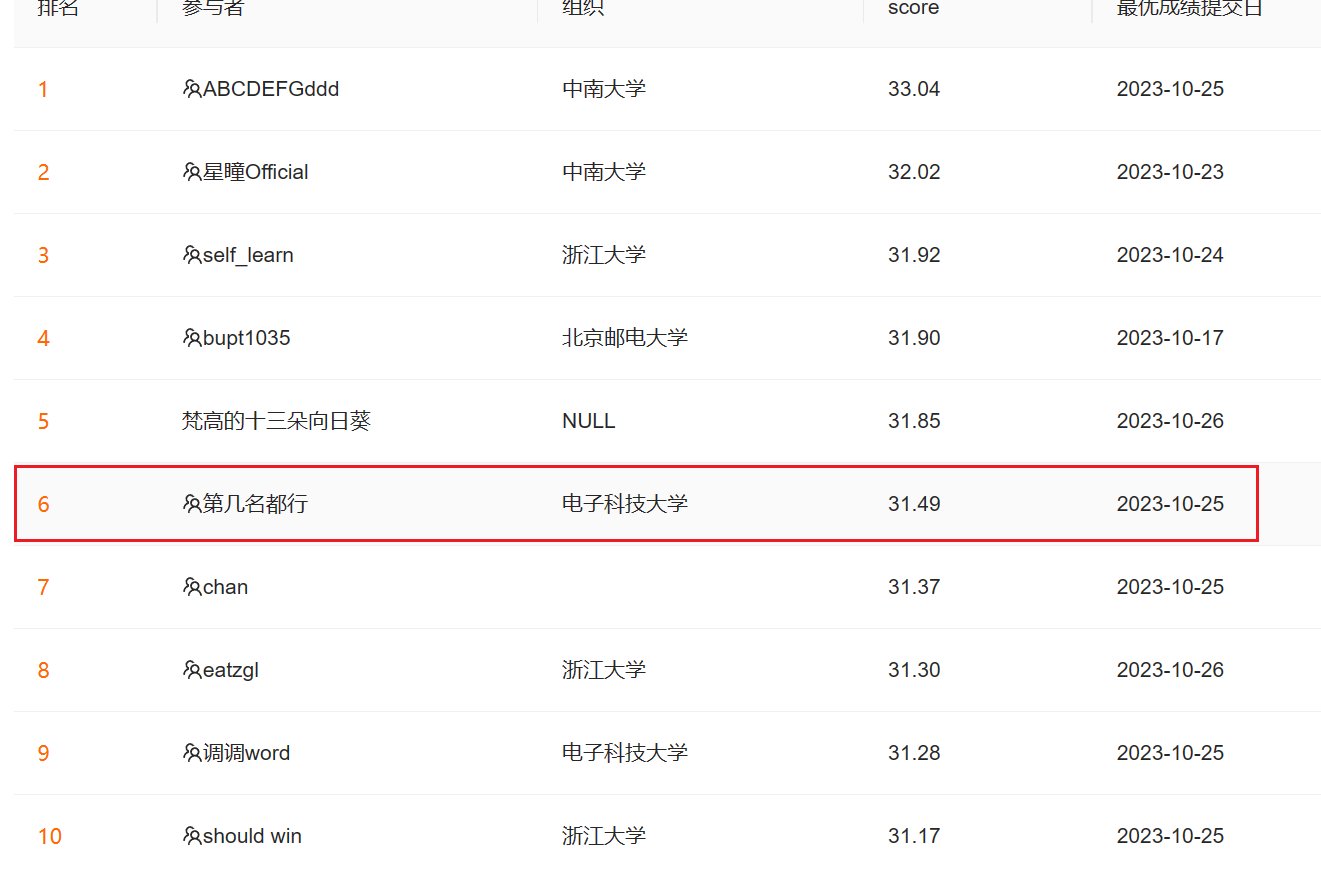 排名 参与者 组织 score 最优成绩提交日
1 ABCDEFGddd 中南大学 33.04 2023-10-25
2 星瞳Official 中南大学 32.02 2023-10-23
3 self_learn 浙江大学 31.92 2023-10-24
4 bupt1035 北京邮电大学 31.90 2023-10-17
5 梵高的十三朵向日葵 NULL 31.85 2023-10-26
6 第几名都行 电子科技大学 31.49 2023-10-25
7 chan 31.37 2023-10-25
8 eatzgl 浙江大学 31.30 2023-10-26
9 调调word 电子科技大学 31.28 2023-10-25
10 should win 浙江大学 31.17 2023-10-25